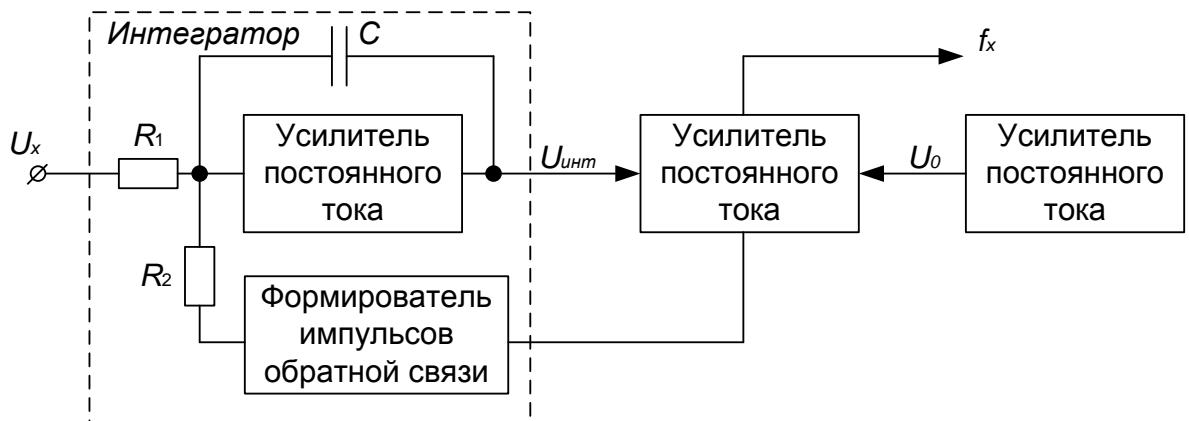 Интегратор
C
fx
Ux
R1
Усилитель
постоянного
тока
Uинт
Усилитель
постоянного
тока
U0
Усилитель
постоянного
тока
R2
Формирователь
импульсов
обратной связи